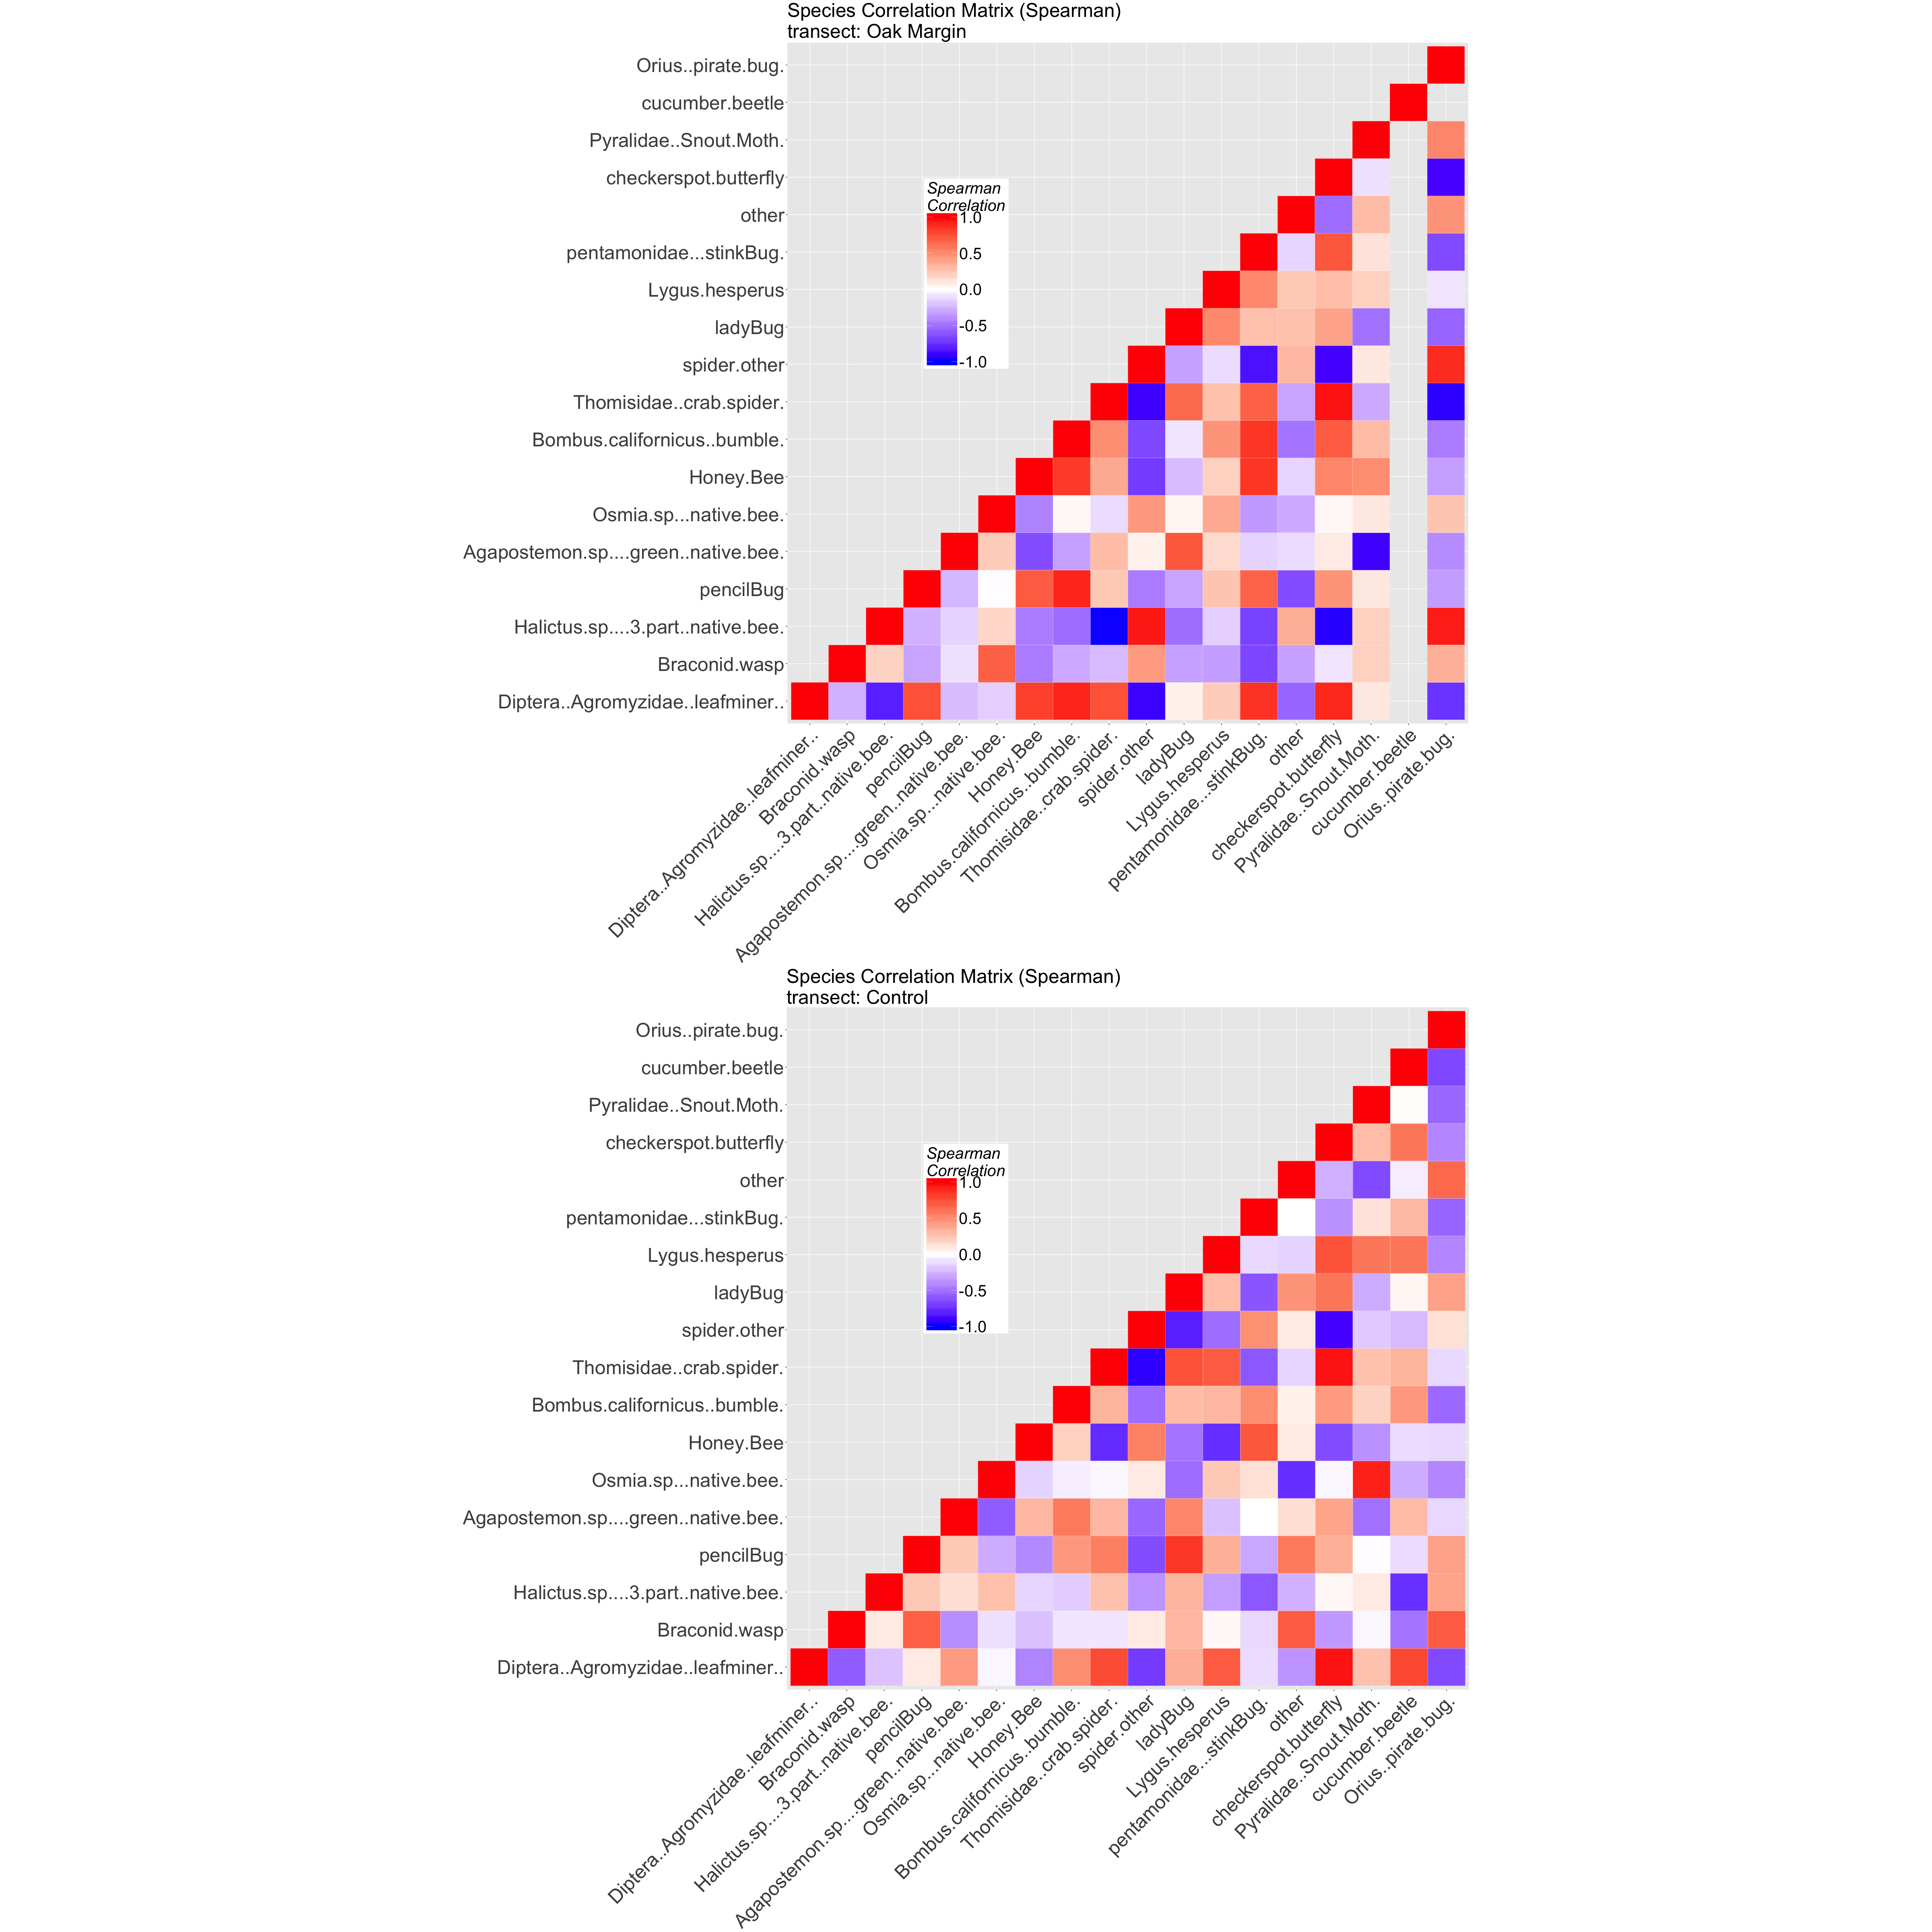 Species Correlation Matrix (Spearman)
transect: Oak Margin
Orius..pirate.bug.
cucumber.beetle
Pyralidae..Snout.Moth.
checkerspot.butterfly
other
pentamonidae...stinkBug.
Lygus.hesperus
ladyBug
spider.other
Thomisidae..crab.spider.
Bombus.californicus..bumble.
Honey.Bee
Osmia.sp...native.bee.
Agapostemon.sp....green..native.bee.
pencilBug
Halictus.sp....3.part..native.bee.
Braconid.wasp
Diptera..Agromyzidae..leafminer..
Spearman
Correlation
1.0
0.5
0.0
-0.5
-1.0
Diptera..Agromyzidae..leafminer..
Braconid.wasp
Halictus.sp....3.part..native.bee.
pencilBug
Agapostemon.sp....green..native.bee.
Osmia.sp...native.bee.
Honey.Bee
Bombus.californicus..bumble.
Thomisidae..crab.spider.
spider.other
ladyBug
Lygus.hesperus
pentamonidae...stinkBug.
other
checkerspot.butterfly
Pyralidae..Snout.Moth.
cucumber.beetle
Orius..pirate.bug.
Species Correlation Matrix (Spearman)
transect: Control
Orius..pirate.bug.
cucumber.beetle
Pyralidae..Snout.Moth.
checkerspot.butterfly
other
pentamonidae...stinkBug.
Lygus.hesperus
ladyBug
spider.other
Thomisidae..crab.spider.
Bombus.californicus..bumble.
Honey.Bee
Osmia.sp...native.bee.
Agapostemon.sp....green..native.bee.
pencilBug
Halictus.sp....3.part..native.bee.
Braconid.wasp
Diptera..Agromyzidae..leafminer..
Spearman
Correlation
1.0
0.5
0.0
-0.5
-1.0
Diptera..Agromyzidae..leafminer..
Braconid.wasp
Halictus.sp....3.part..native.bee.
pencilBug
Agapostemon.sp....green..native.bee.
Osmia.sp...native.bee.
Honey.Bee
Bombus.californicus..bumble.
Thomisidae..crab.spider.
spider.other
ladyBug
Lygus.hesperus
pentamonidae...stinkBug.
other
checkerspot.butterfly
Pyralidae..Snout.Moth.
cucumber.beetle
Orius..pirate.bug.